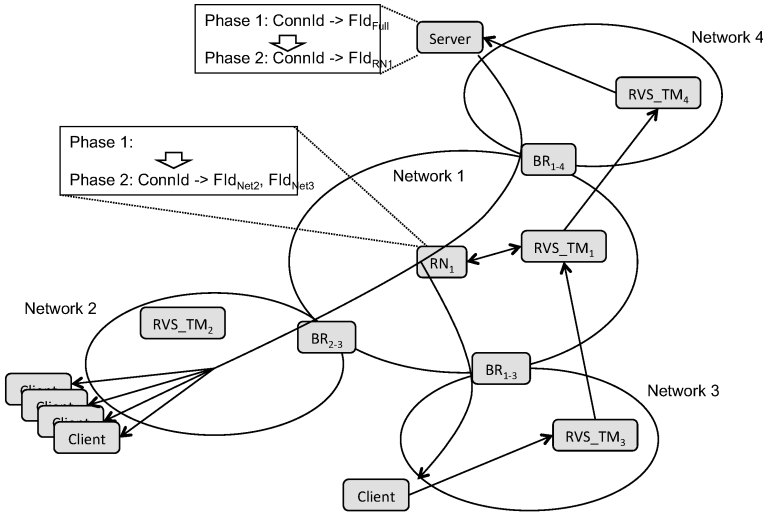 Phase 1: ConnId -> FId_Full
Phase 2: ConnId -> FId_RN1
Server
Network 4
RVS_TM_4
Phase 1:
Phase 2: ConnId -> FId_Net2, FId_Net3
BR_1-4
Network 1
RN_1
RVS_TM_1
Network 2
RVS_TM_2
BR_2-3
BR_1-3
Client
Client
Client
Client
Network 3
RVS_TM_3
Client